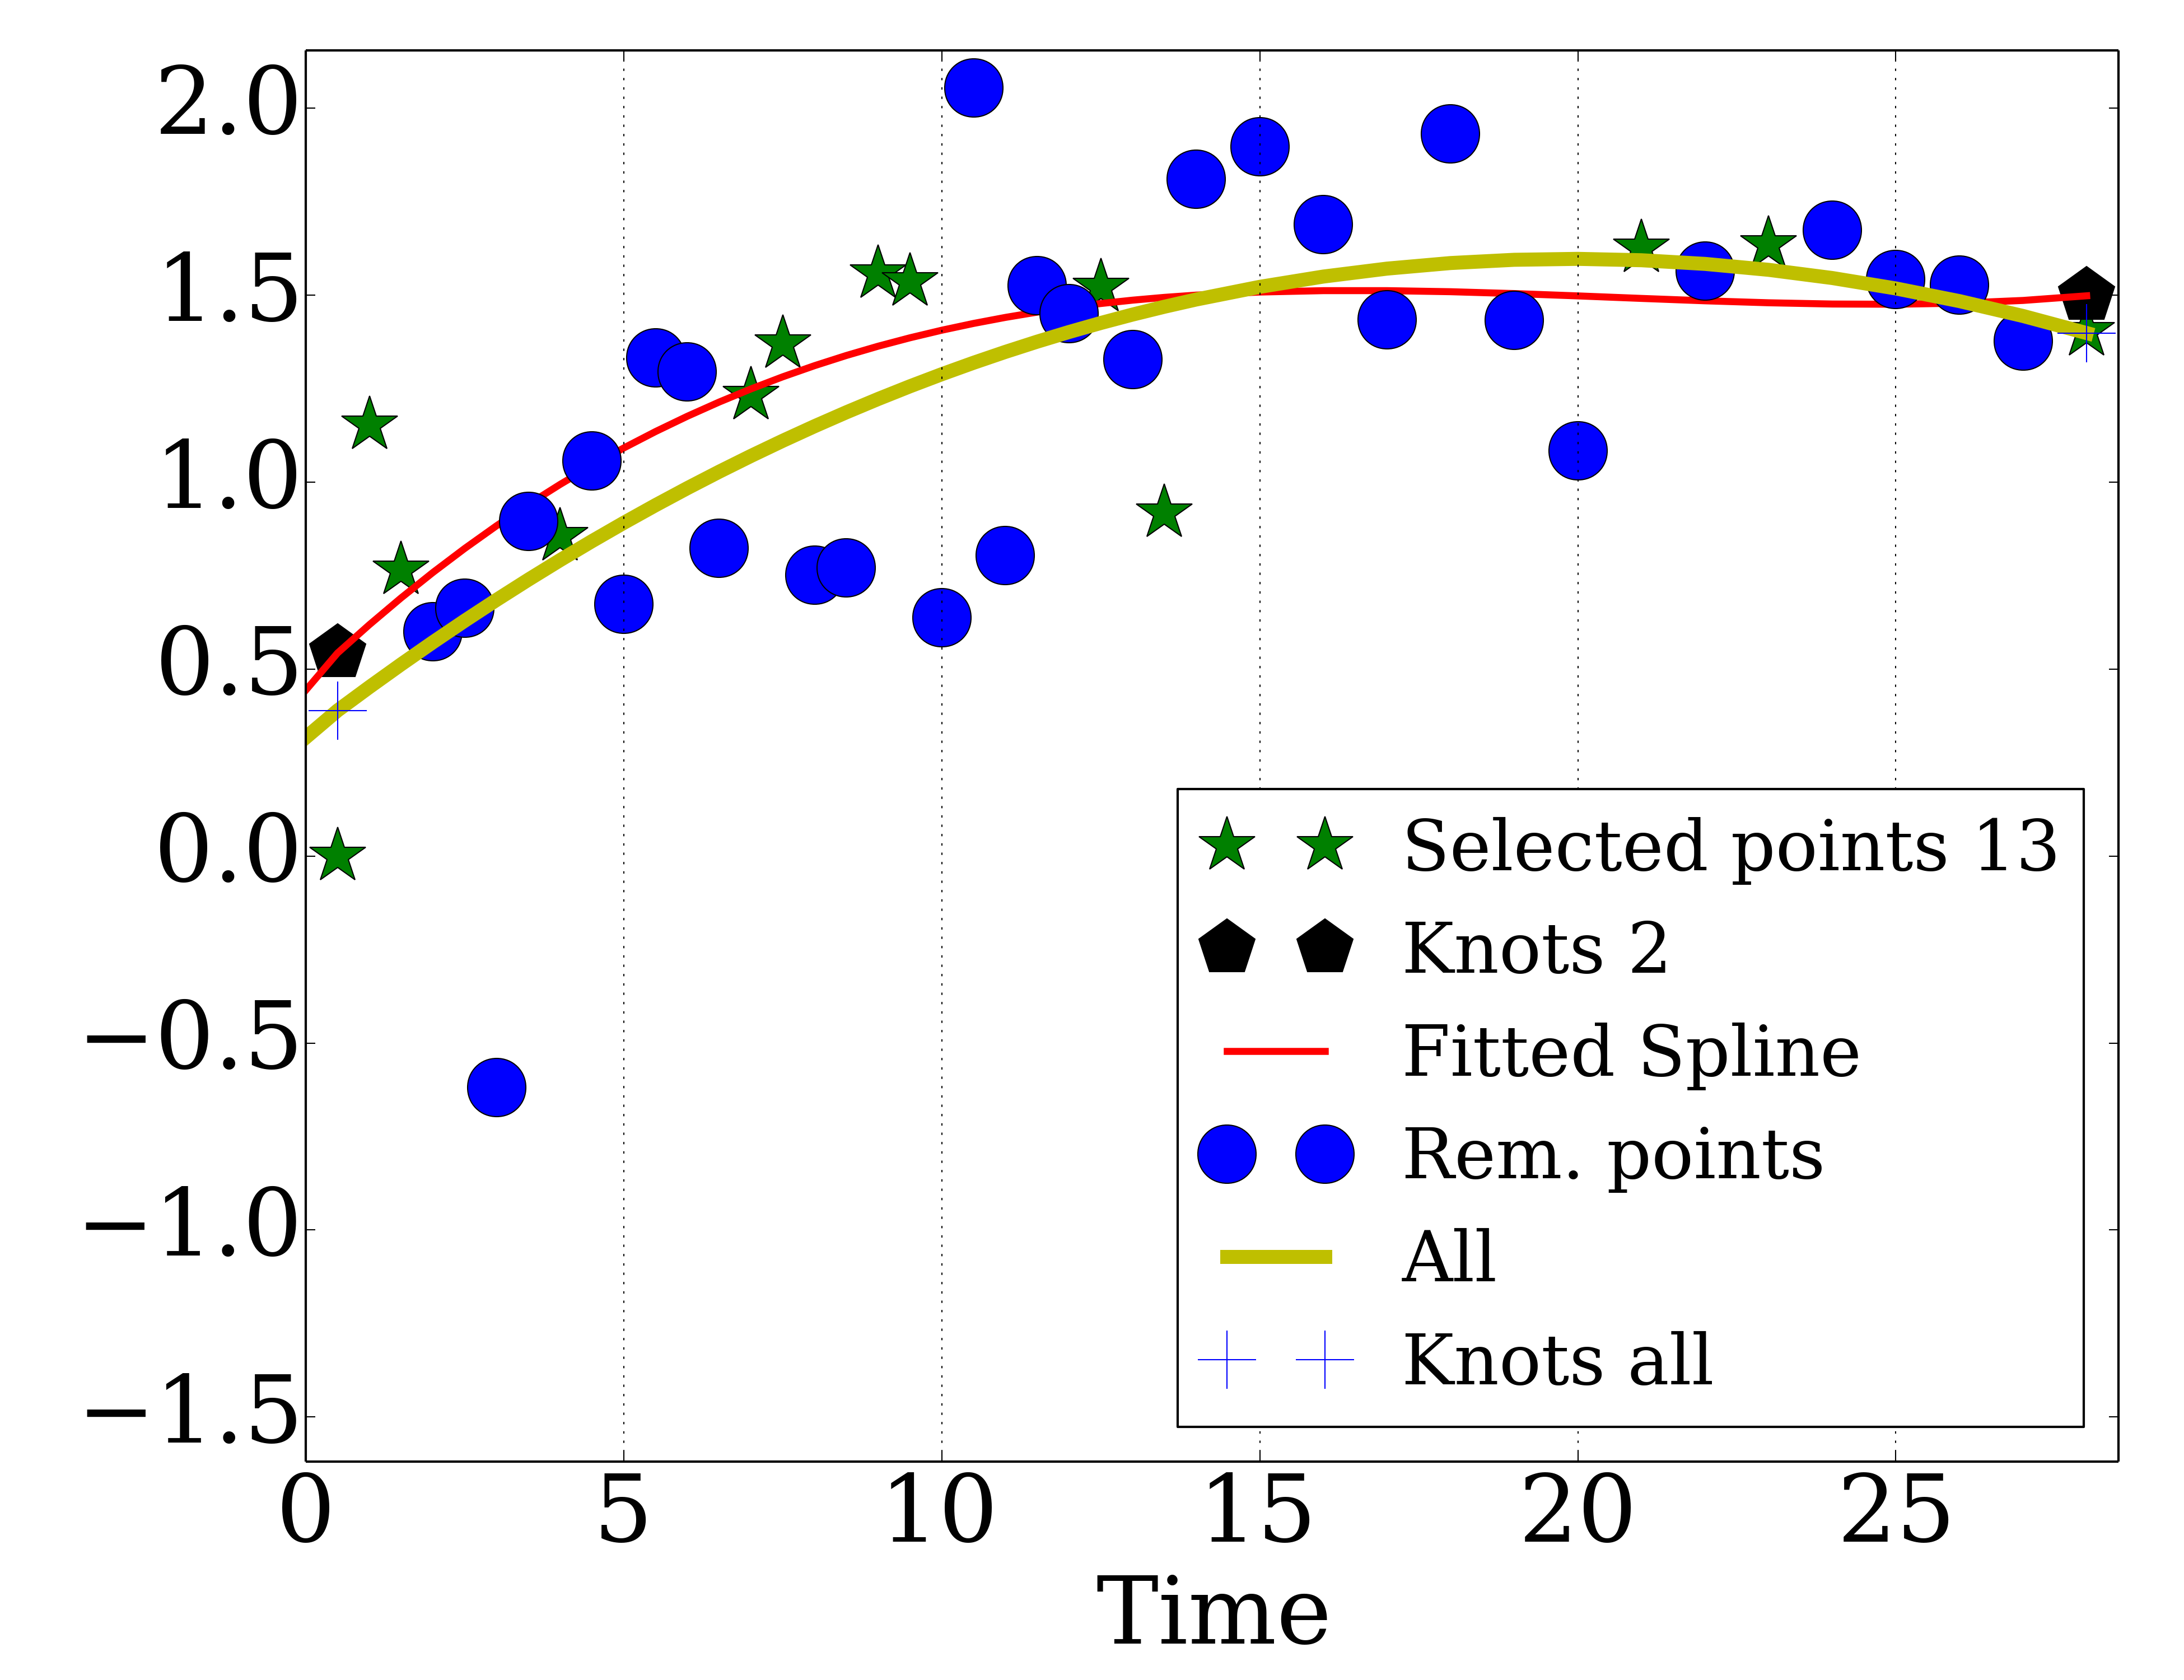 2.0
1.5
1.0
0.5
0.0
−0.5
−1.0
−1.5
Selected points 13
Knots 2
Fitted Spline
Rem. points
All
Knots all
0 5 10 15 20 25
Time